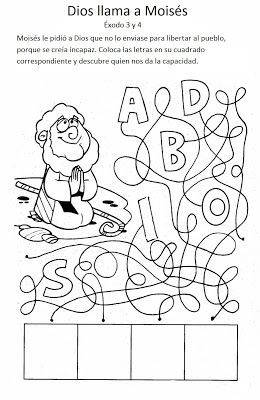 Dios llama a Moisés
Éxodo 3 y 4
Moisés le pidió a Dios que no lo enviase para libertar al pueblo,
porque se creía incapaz. Coloca las letras en su cuadrado
correspondiente y descubre quien nos da la capacidad.
A D
B
I O
S